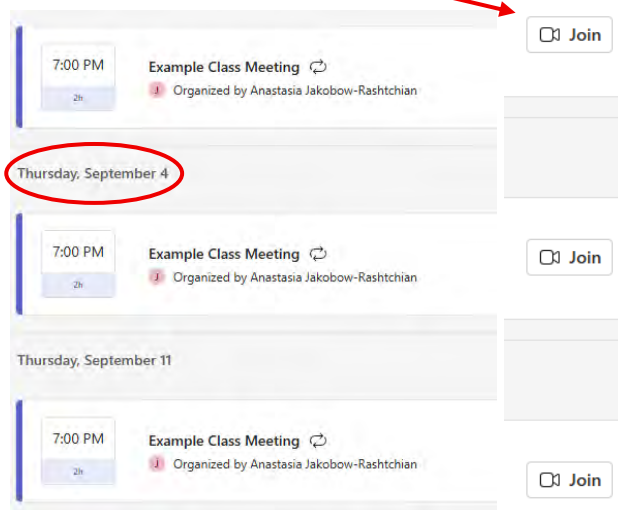 Join
7:00 PM
Example Class Meeting
2h
J Organized by Anastasia Jakobow-Rashtchian
Thursday, September 4
7:00 PM
Example Class Meeting
Join
2h
J Organized by Anastasia Jakobow-Rashtchian
Thursday, September 11
7:00 PM
Example Class Meeting
2h
J Organized by Anastasia Jakobow-Rashtchian
Join